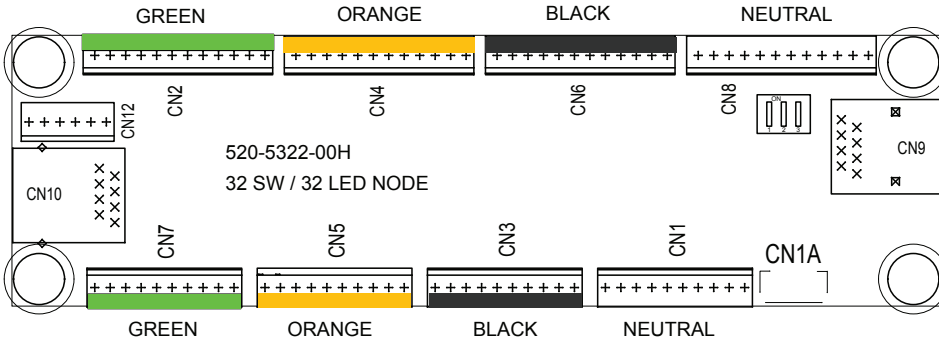 GREEN ORANGE BLACK NEUTRAL
CN2 CN4 CN6 CN8
ON
1 2 3
CN12
CN9
520-5322-00H
32 SW / 32 LED NODE
CN10
CN7 CN5 CN3 CN1 CN1A
GREEN ORANGE BLACK NEUTRAL